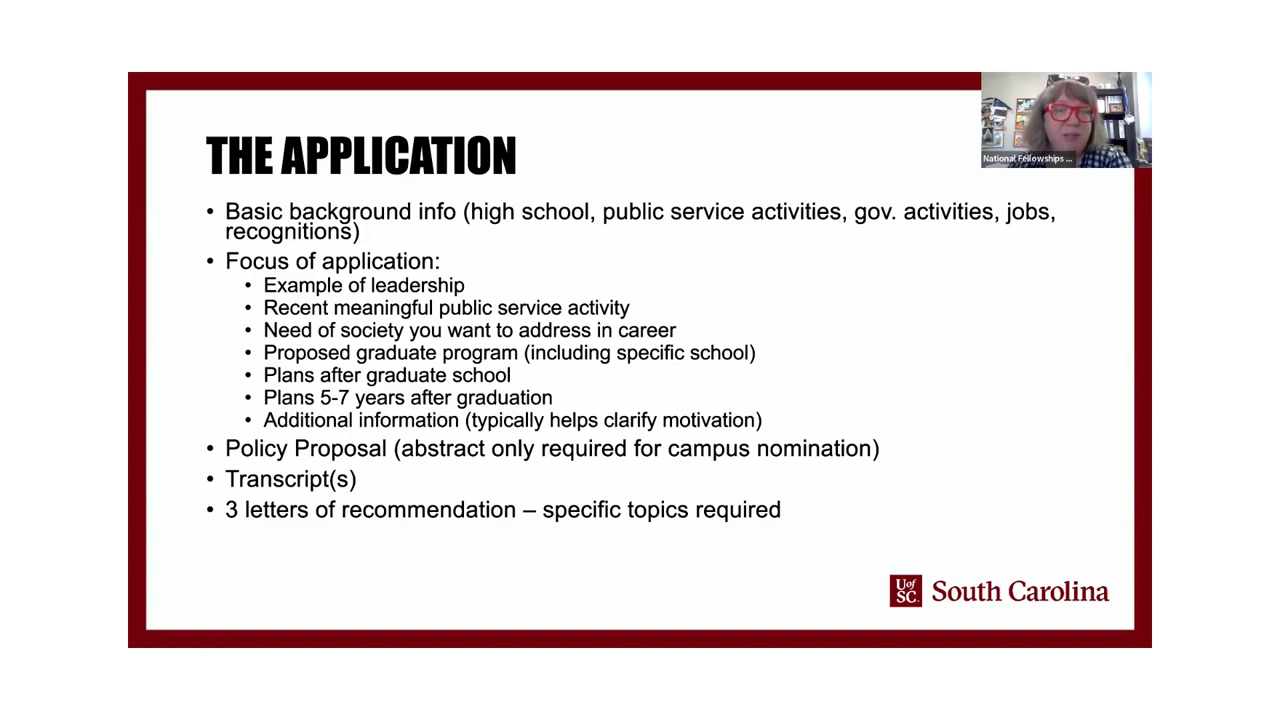 National Fellowships ...
THE APPLICATION
• Basic background info (high school, public service activities, gov. activities, jobs,
recognitions)
• Focus of application:
• Example of leadership
• Recent meaningful public service activity
• Need of society you want to address in career
• Proposed graduate program (including specific school)
• Plans after graduate school
• Plans 5-7 years after graduation
• Additional information (typically helps clarify motivation)
• Policy Proposal (abstract only required for campus nomination)
• Transcript(s)
• 3 letters of recommendation – specific topics required
U of
SC.
South Carolina